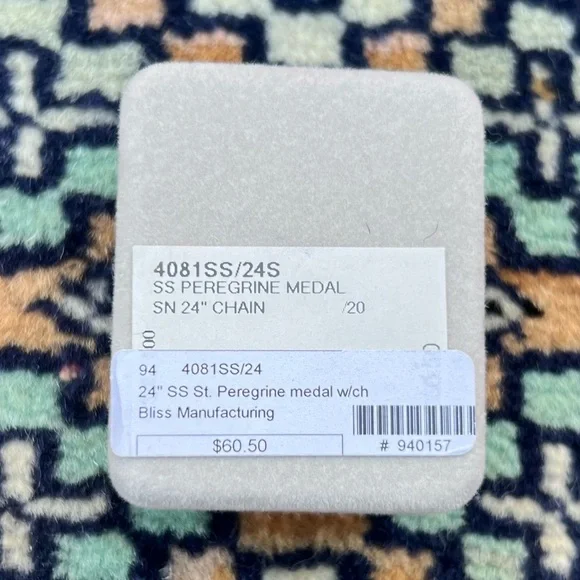 4081SS/24S
SS PEREGRINE MEDAL
SN 24" CHAIN /20
00
94 4081SS/24
24" SS St. Peregrine medal w/ch
Bliss Manufacturing
$60.50 # 940157